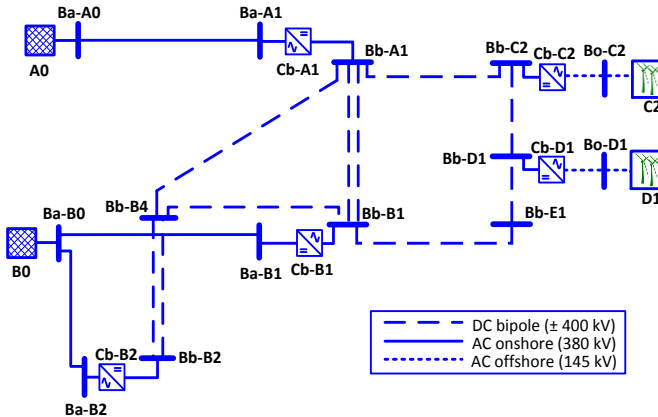 Ba-A0
Ba-A1
A0
Cb-A1
Bb-A1
Bb-C2
Cb-C2
Bo-C2
C2
Bb-D1
Cb-D1
Bo-D1
D1
Bb-B4
Bb-E1
Ba-B0
Bb-B1
B0
Ba-B1
Cb-B1
Cb-B2
Bb-B2
Ba-B2
DC bipole (± 400 kV)
AC onshore (380 kV)
AC offshore (145 kV)